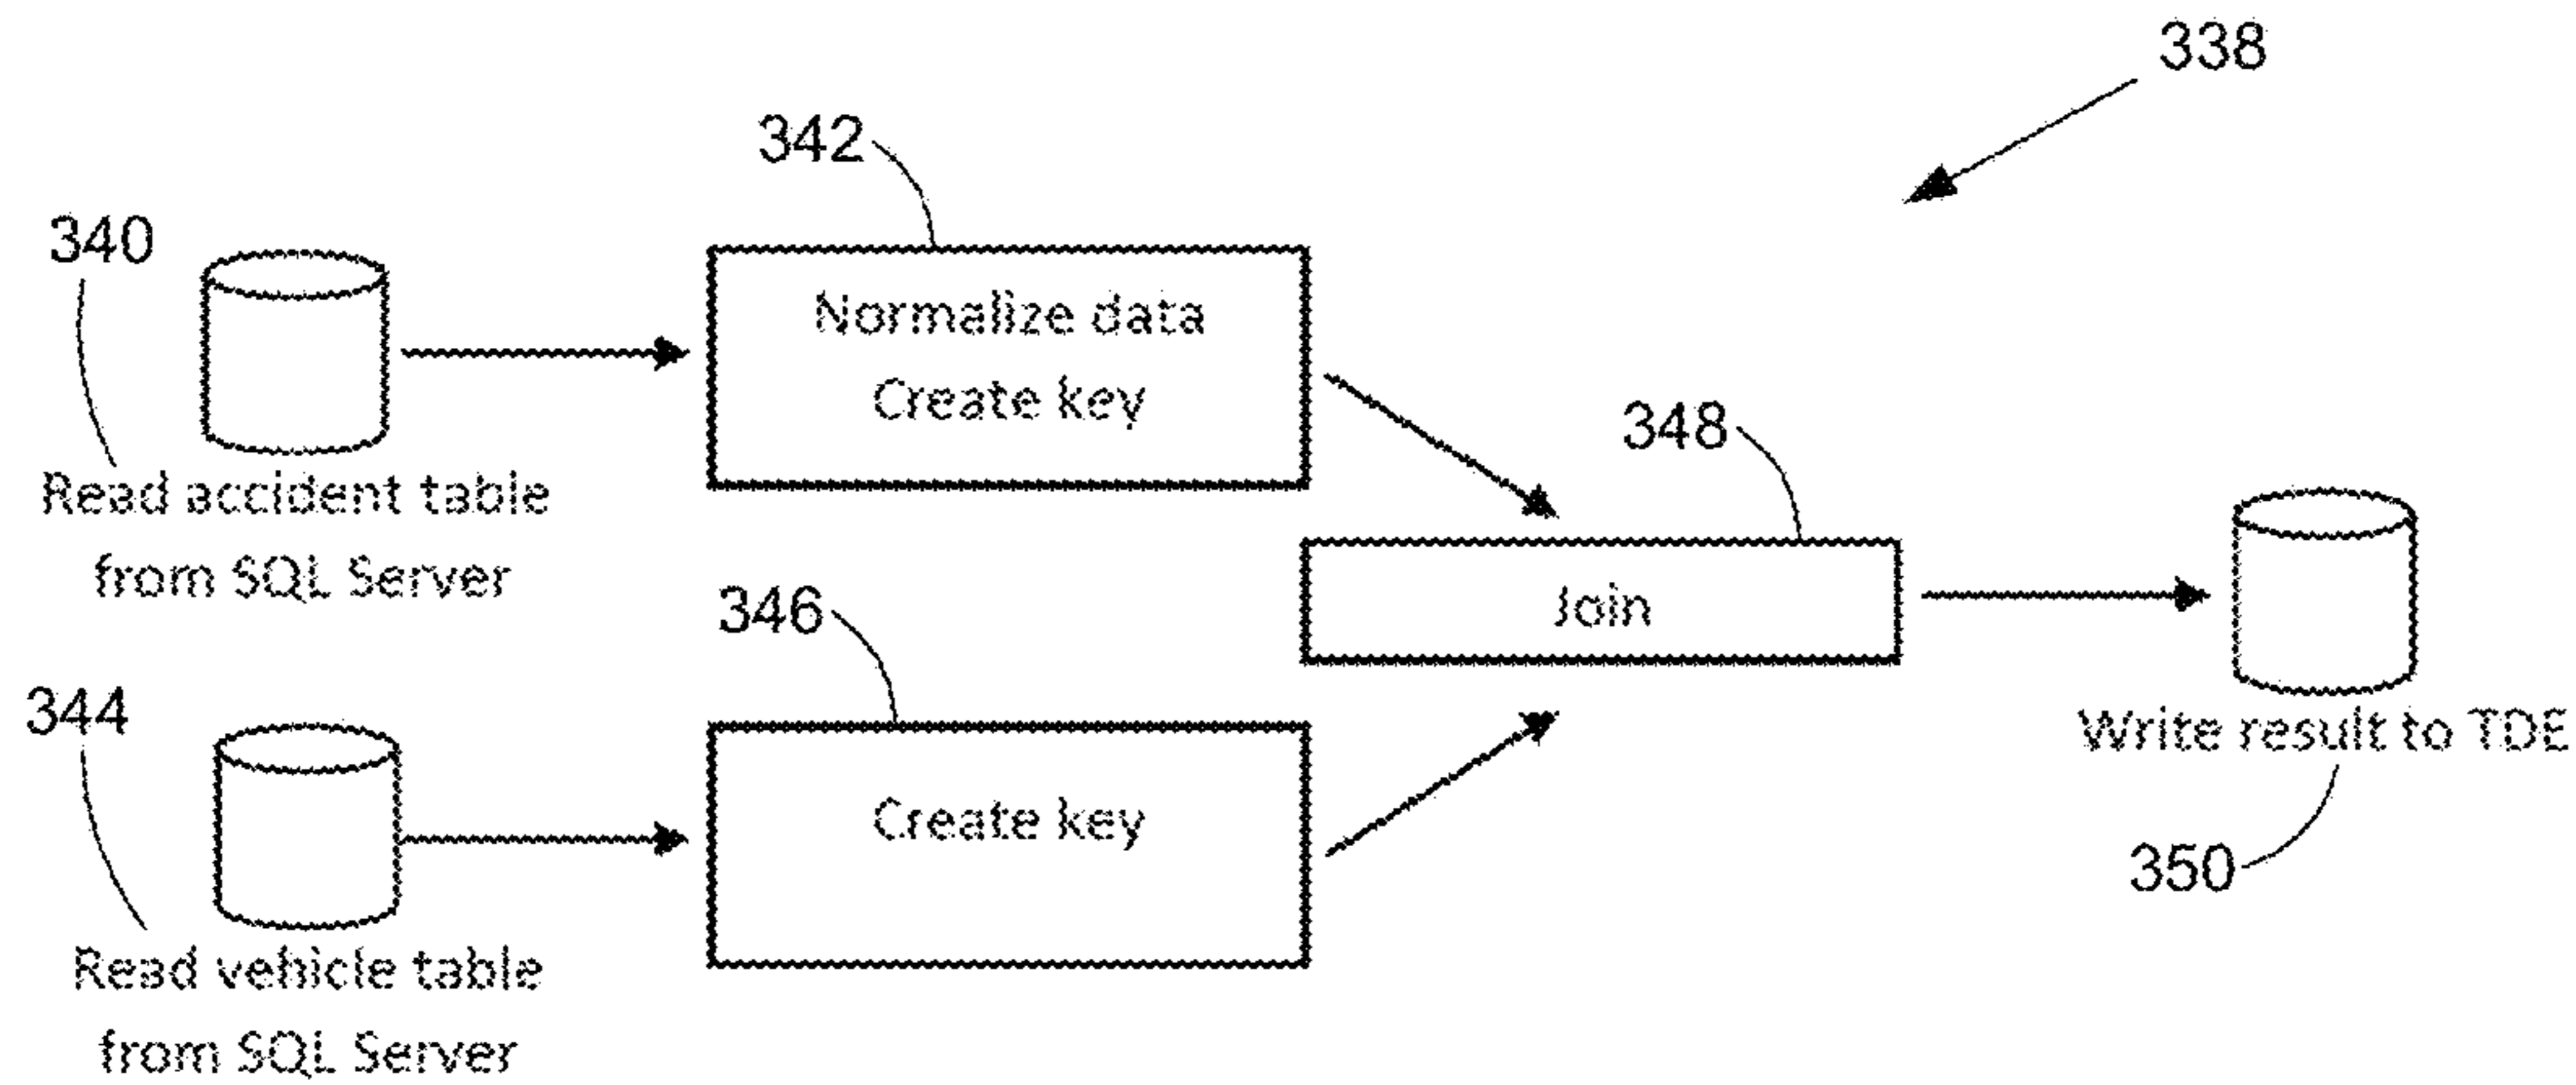 338
342
340
Normalize data
Create key
348
Read accident table
from SQL Server
Join
346
344
Write result to TDE
Create key
350
Read vehicle table
from SQL Server